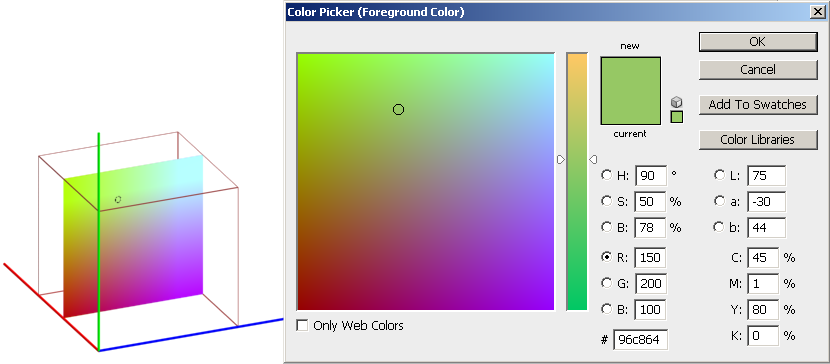 Color Picker (Foreground Color)
new
current
OK
Cancel
Add To Swatches
Color Libraries
H: 90 °
S: 50 %
B: 78 %
R: 150
G: 200
B: 100
# 96c864
L: 75
a: -30
b: 44
C: 45 %
M: 1 %
Y: 80 %
K: 0 %
Only Web Colors